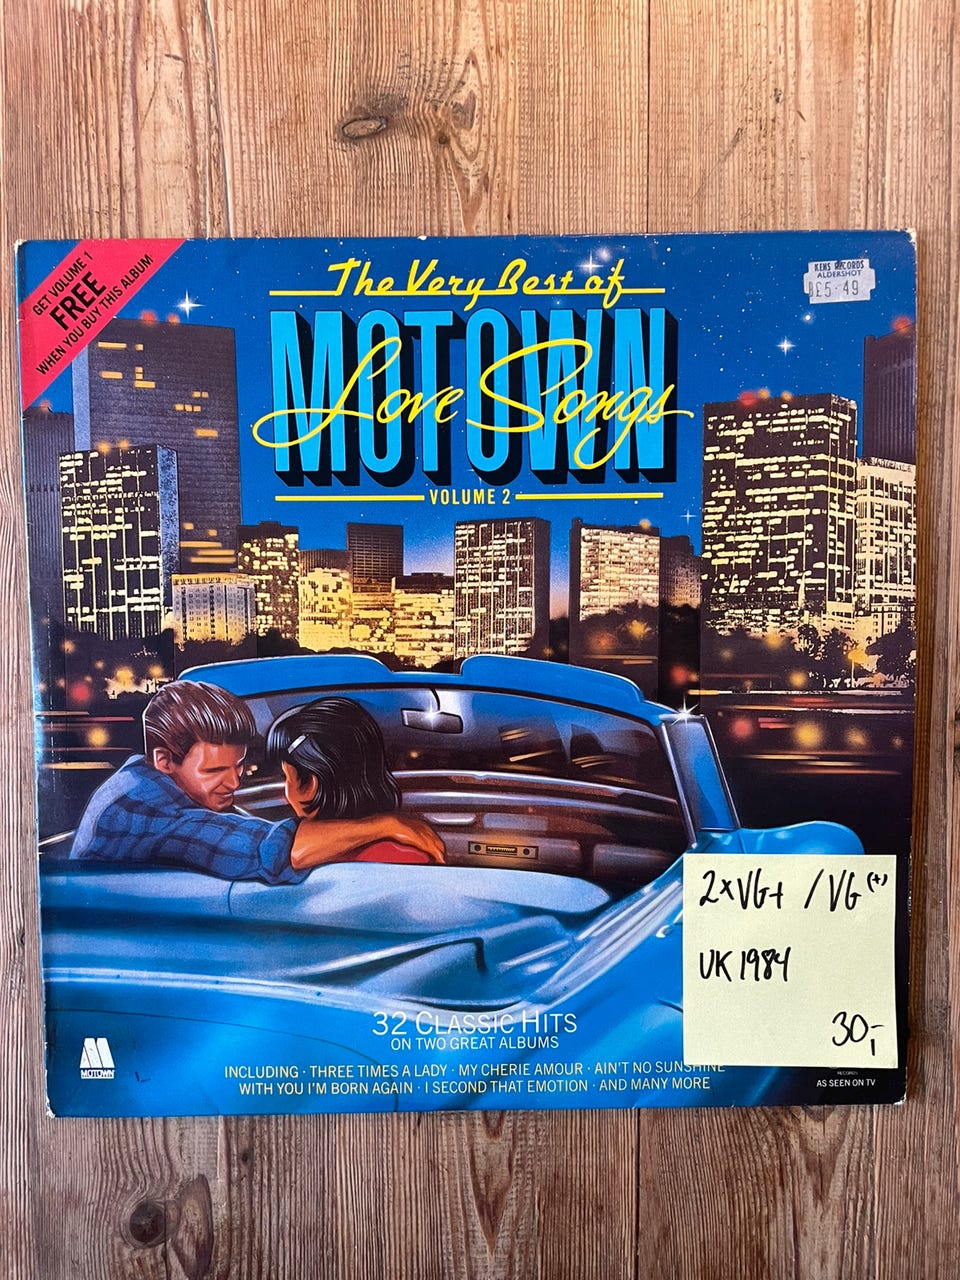 GET VOLUME 1
FREE
WHEN YOU BUY THIS ALBUM
The Very Best of
KENS RECORDS
ALDERSHOT
£5·49
MOTOWN
Love Songs
VOLUME 2
2xVG+ / VG(+)
UK 1984
30,-
32 CLASSIC HITS
ON TWO GREAT ALBUMS
INCLUDING · THREE TIMES A LADY · MY CHERIE AMOUR · AIN'T NO SUNSHINE
WITH YOU I'M BORN AGAIN · I SECOND THAT EMOTION · AND MANY MORE
MOTOWN
RECORDS
AS SEEN ON TV